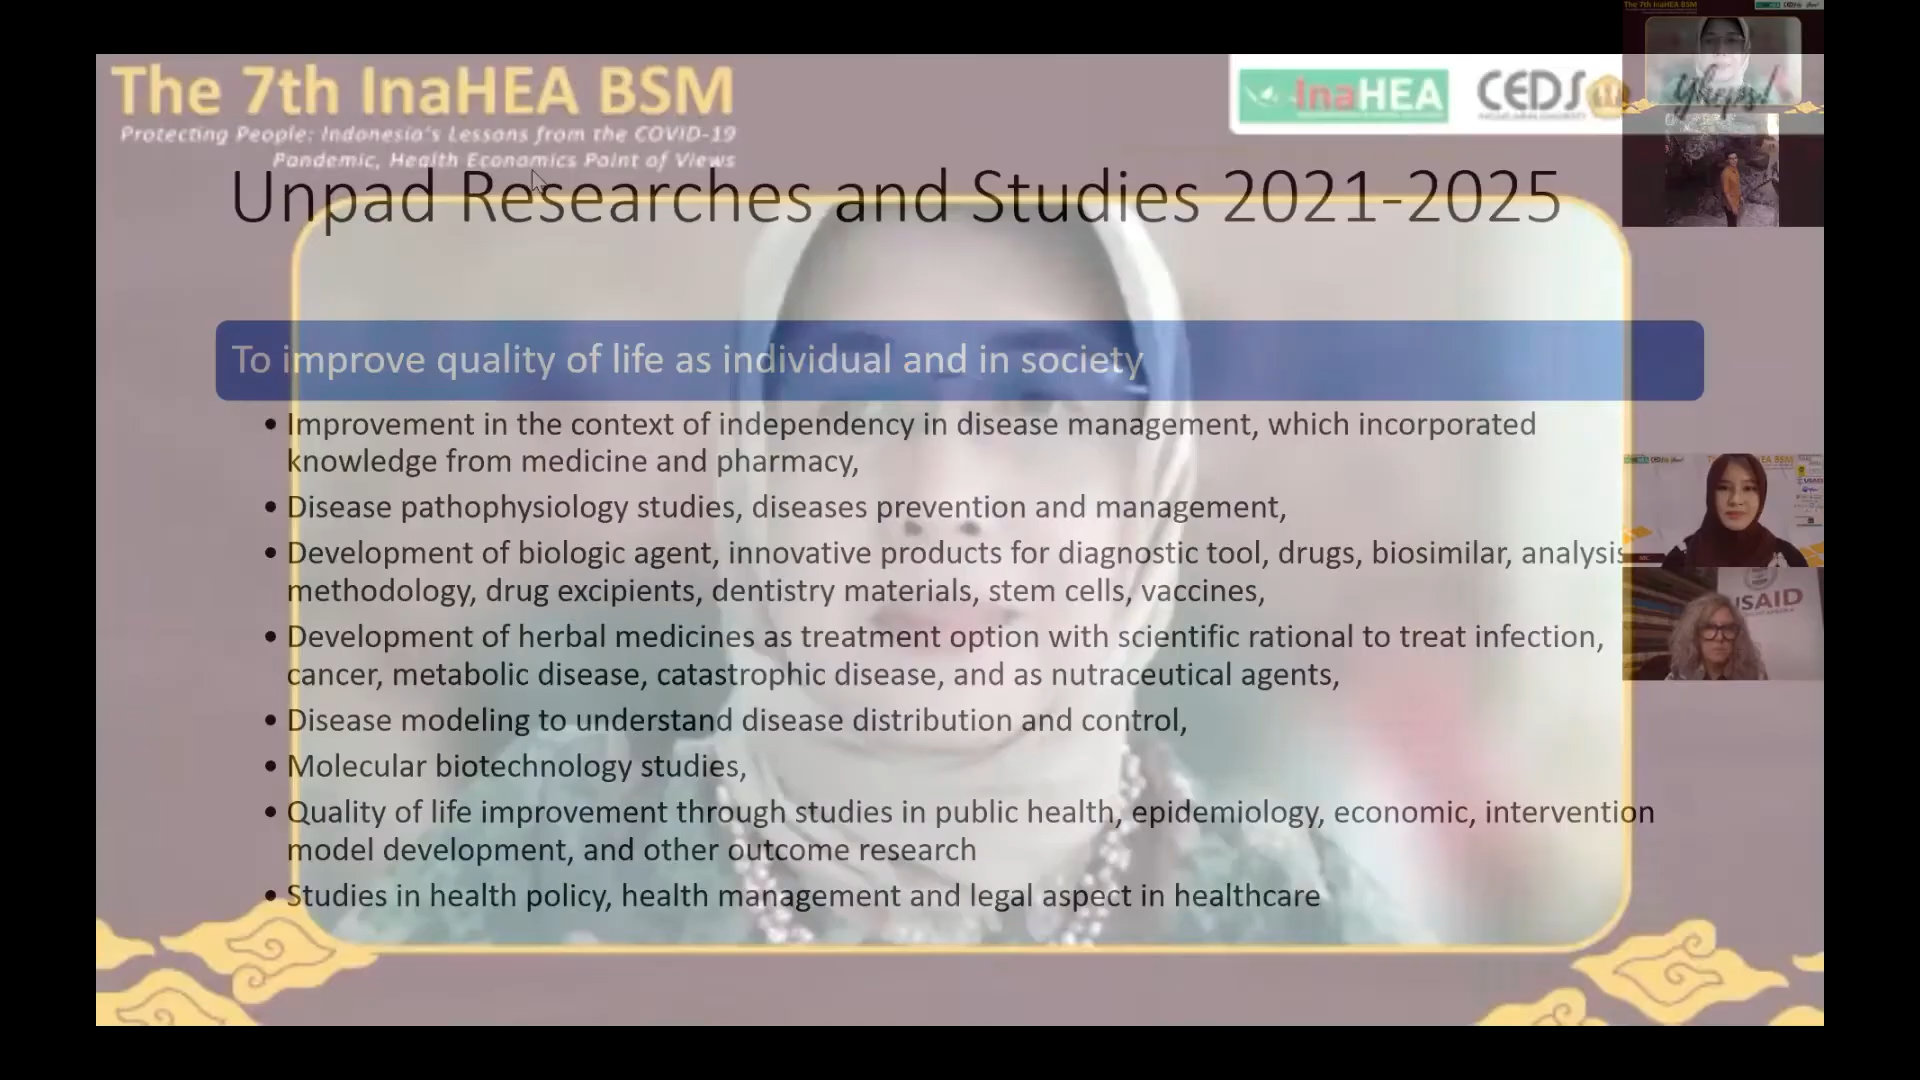 The 7th InaHEA BSM
Protecting People: Indonesia's Lessons from the COVID-19
Pandemic, Health Economics Point of Views
InaHEA
CEDS
Unpad Researches and Studies 2021-2025
To improve quality of life as individual and in society
• Improvement in the context of independency in disease management, which incorporated
knowledge from medicine and pharmacy,
• Disease pathophysiology studies, diseases prevention and management,
• Development of biologic agent, innovative products for diagnostic tool, drugs, biosimilar, analysis
methodology, drug excipients, dentistry materials, stem cells, vaccines,
• Development of herbal medicines as treatment option with scientific rational to treat infection,
cancer, metabolic disease, catastrophic disease, and as nutraceutical agents,
• Disease modeling to understand disease distribution and control,
• Molecular biotechnology studies,
• Quality of life improvement through studies in public health, epidemiology, economic, intervention
model development, and other outcome research
• Studies in health policy, health management and legal aspect in healthcare
The 7th InaHEA BSM
USAID